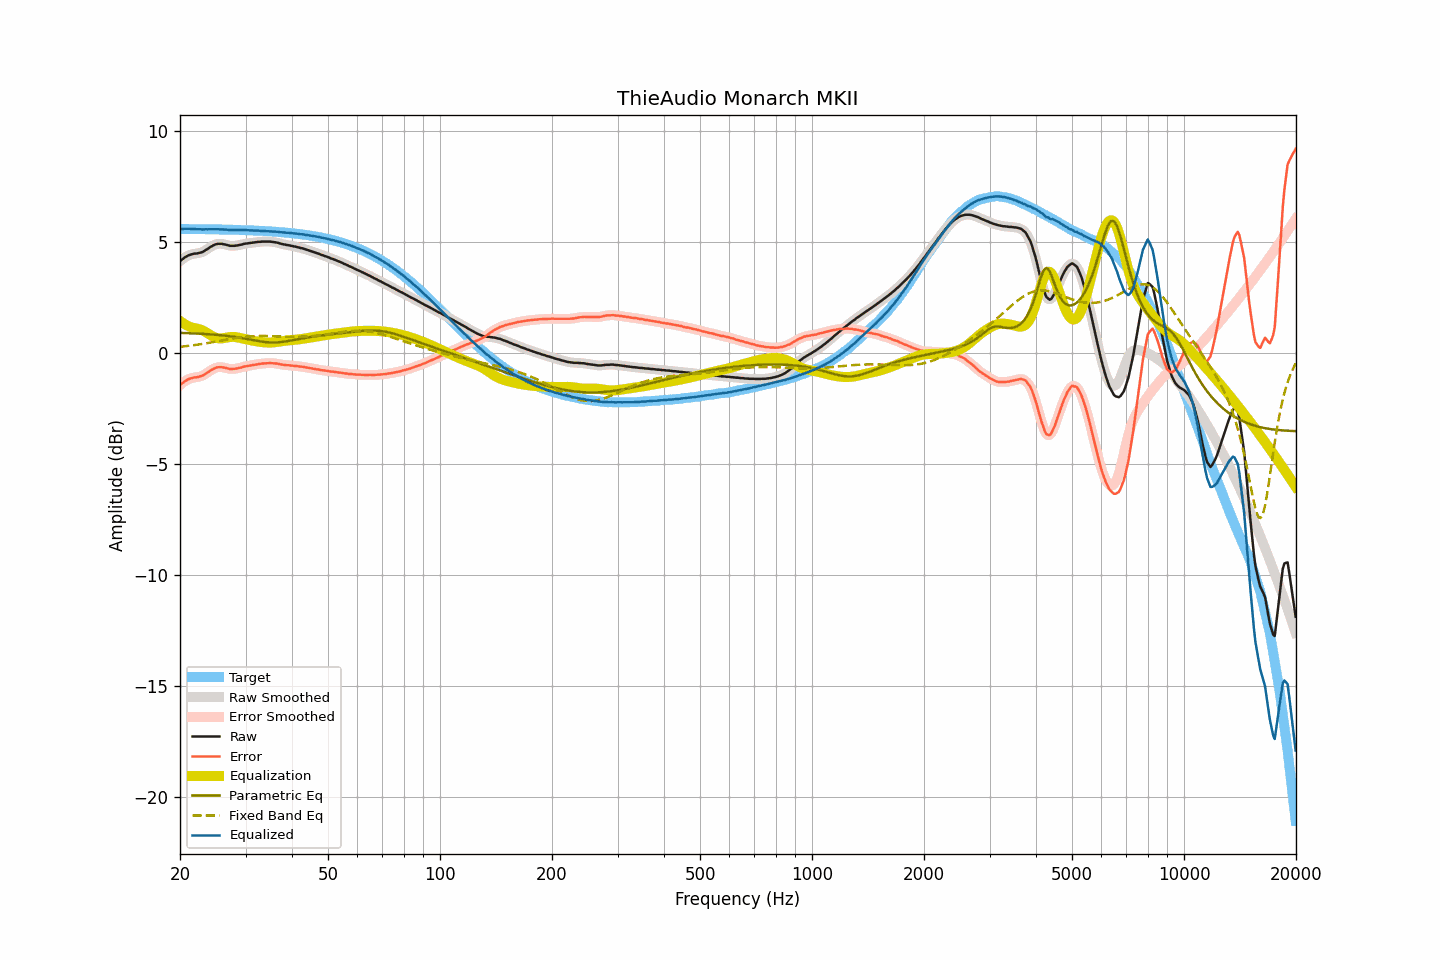 ThieAudio Monarch MKII
10
5
0
−5
−10
−15
−20
Amplitude (dBr)
Target
Raw Smoothed
Error Smoothed
Raw
Error
Equalization
Parametric Eq
Fixed Band Eq
Equalized
20 50 100 200 500 1000 2000 5000 10000 20000
Frequency (Hz)